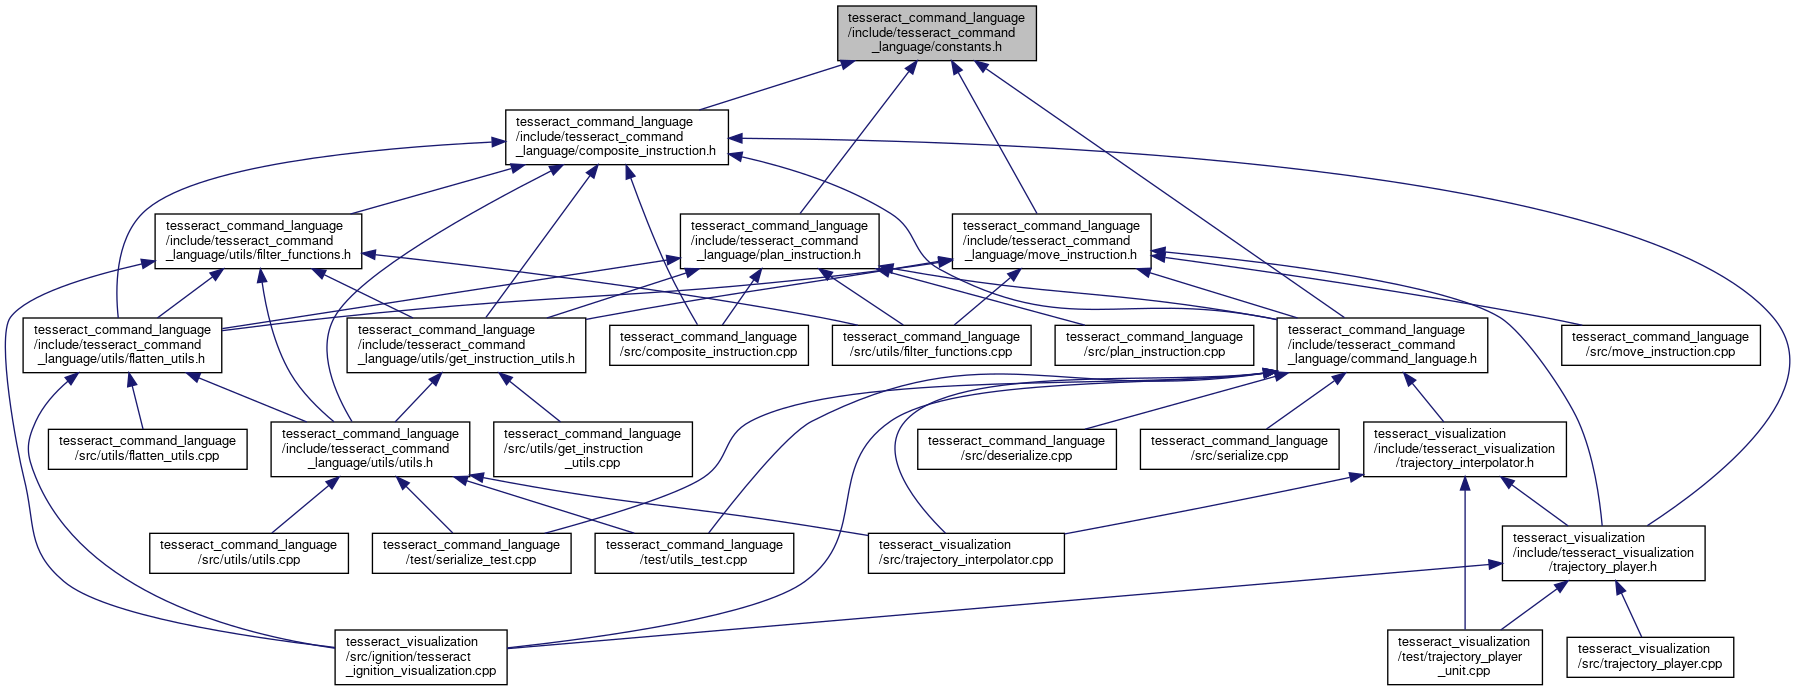 tesseract_command_language
/include/tesseract_command
_language/constants.h
tesseract_command_language
/include/tesseract_command
_language/composite_instruction.h
tesseract_command_language
/include/tesseract_command
_language/utils/filter_functions.h
tesseract_command_language
/include/tesseract_command
_language/plan_instruction.h
tesseract_command_language
/include/tesseract_command
_language/move_instruction.h
tesseract_command_language
/include/tesseract_command
_language/utils/flatten_utils.h
tesseract_command_language
/include/tesseract_command
_language/utils/get_instruction_utils.h
tesseract_command_language
/src/composite_instruction.cpp
tesseract_command_language
/src/utils/filter_functions.cpp
tesseract_command_language
/src/plan_instruction.cpp
tesseract_command_language
/include/tesseract_command
_language/command_language.h
tesseract_command_language
/src/move_instruction.cpp
tesseract_command_language
/src/utils/flatten_utils.cpp
tesseract_command_language
/include/tesseract_command
_language/utils/utils.h
tesseract_command_language
/src/utils/get_instruction
_utils.cpp
tesseract_command_language
/src/deserialize.cpp
tesseract_command_language
/src/serialize.cpp
tesseract_visualization
/include/tesseract_visualization
/trajectory_interpolator.h
tesseract_command_language
/src/utils/utils.cpp
tesseract_command_language
/test/serialize_test.cpp
tesseract_command_language
/test/utils_test.cpp
tesseract_visualization
/src/trajectory_interpolator.cpp
tesseract_visualization
/include/tesseract_visualization
/trajectory_player.h
tesseract_visualization
/src/ignition/tesseract
_ignition_visualization.cpp
tesseract_visualization
/test/trajectory_player
_unit.cpp
tesseract_visualization
/src/trajectory_player.cpp